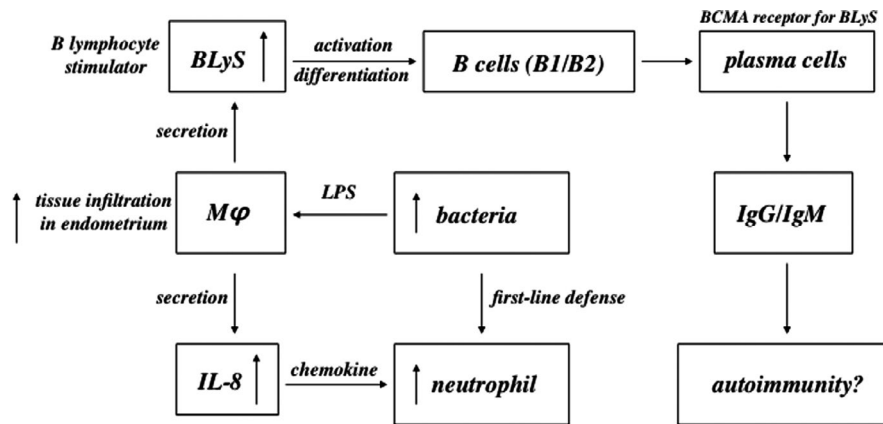 BCMA receptor for BLyS
B lymphocyte
stimulator
BLyS ↑
activation
differentiation
B cells (B1/B2)
plasma cells
secretion
↑ tissue infiltration
in endometrium
Mφ
LPS
↑ bacteria
IgG/IgM
secretion
first-line defense
IL-8 ↑
chemokine
↑ neutrophil
autoimmunity?